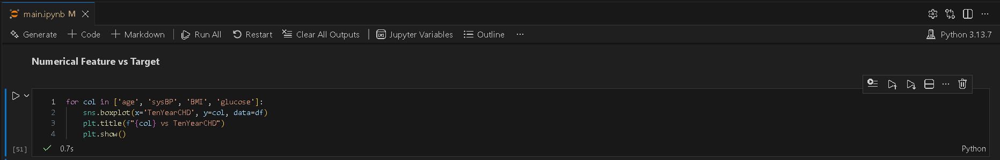 main.ipynb M
Generate Code Markdown Run All Restart Clear All Outputs Jupyter Variables Outline ... Python 3.13.7
Numerical Feature vs Target
1 for col in ['age', 'sysBP', 'BMI', 'glucose']:
2     sns.boxplot(x='TenYearCHD', y=col, data=df)
3     plt.title(f"{col} vs TenYearCHD")
4     plt.show()
[51] 0.7s Python